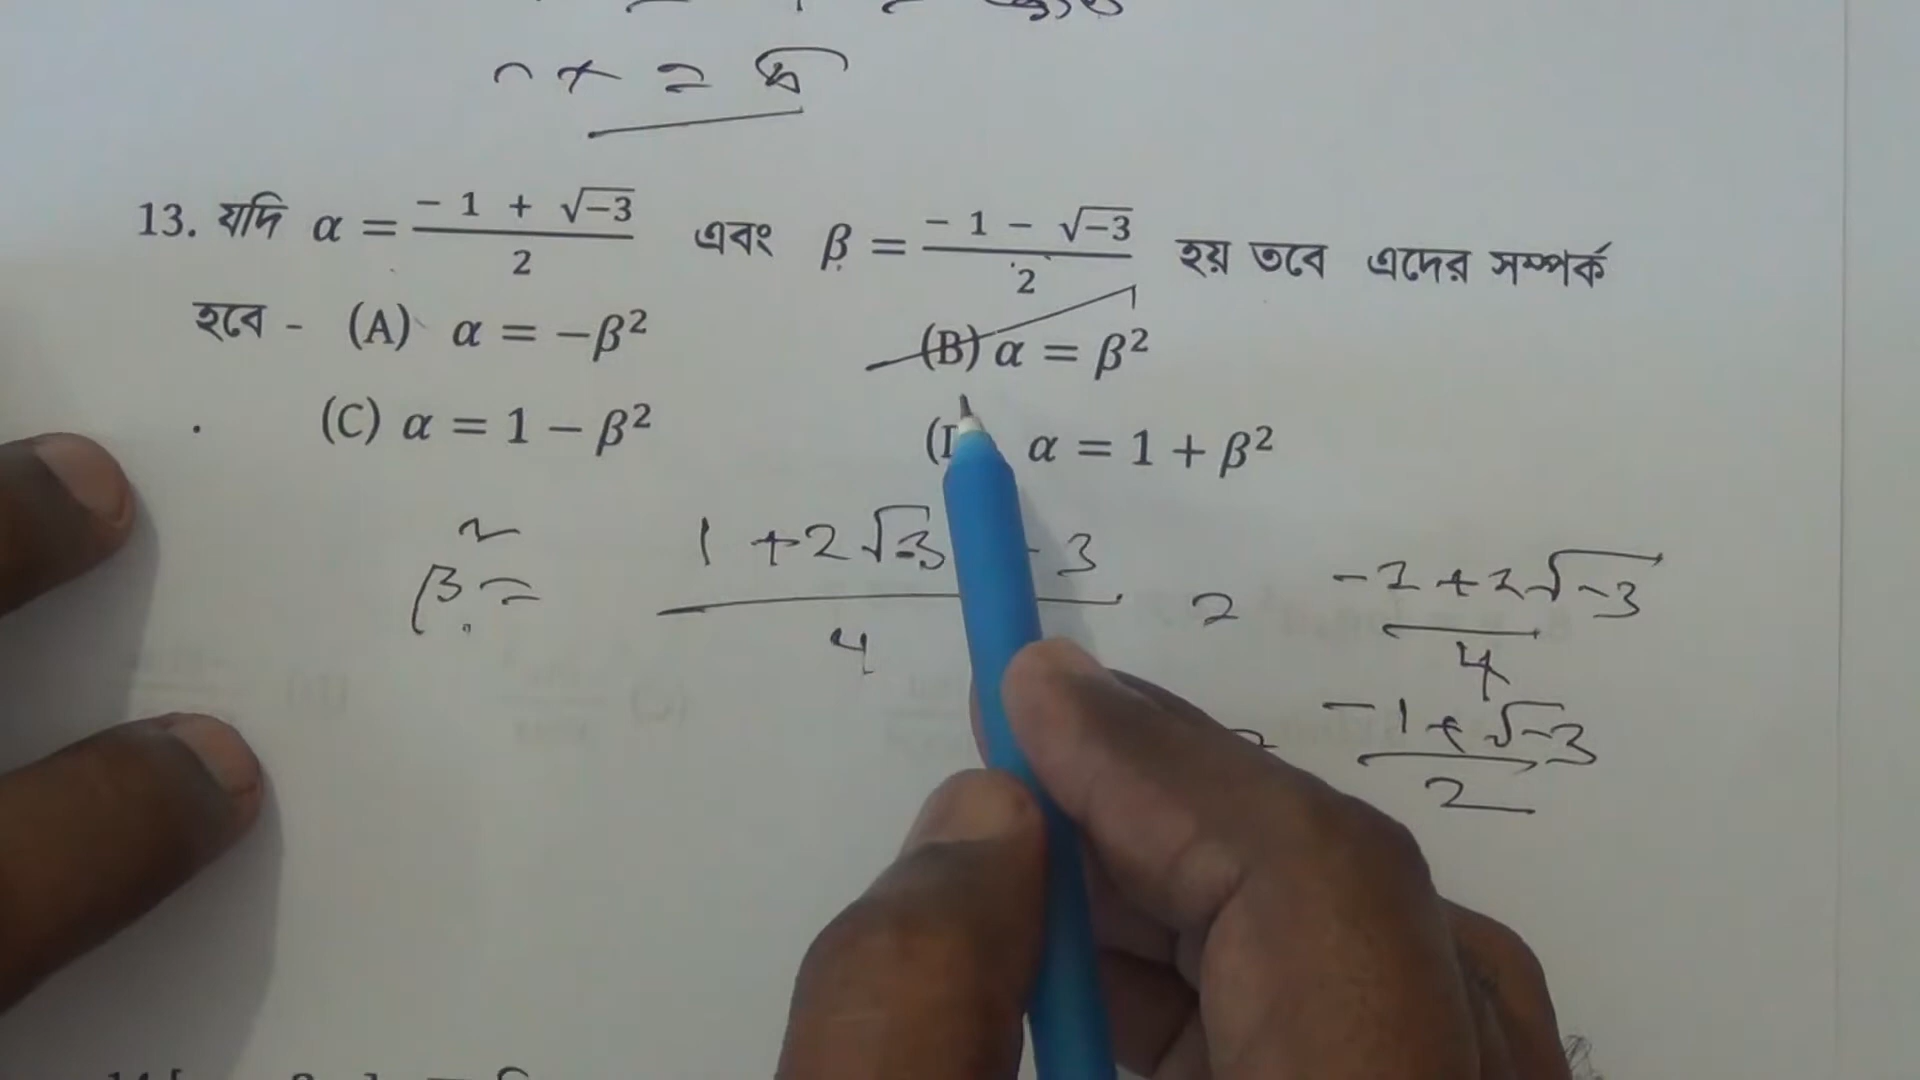 13. যদি α = (- 1 + √-3)/2 এবং β = (- 1 - √-3)/2 হয় তবে এদের সম্পর্ক
হবে - (A) α = -β² (B) α = β²
(C) α = 1 - β² α = 1 + β²
β² = (1 + 2√-3 - 3)/4 = (-2 + 2√-3)/4
(-1 + √-3)/2